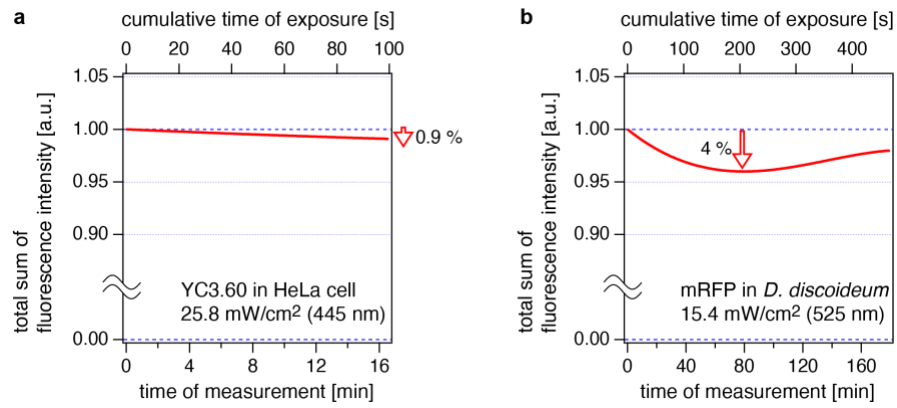 a
cumulative time of exposure [s]
0 20 40 60 80 100
total sum of
fluorescence intensity [a.u.]
1.05
1.00
0.95
0.90
0.00
0.9 %
YC3.60 in HeLa cell
25.8 mW/cm² (445 nm)
0 4 8 12 16
time of measurement [min]
b
cumulative time of exposure [s]
0 100 200 300 400
total sum of
fluorescence intensity [a.u.]
1.05
1.00
0.95
0.90
0.00
4 %
mRFP in D. discoideum
15.4 mW/cm² (525 nm)
0 40 80 120 160
time of measurement [min]